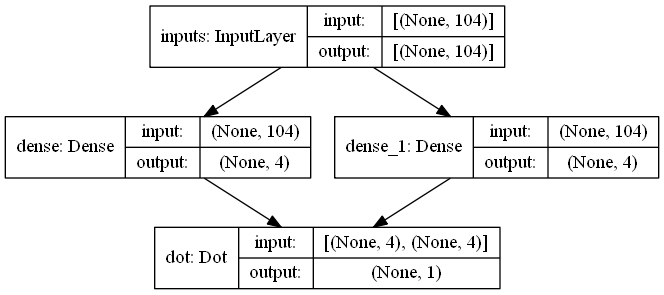 inputs: InputLayer
input: [(None, 104)]
output: [(None, 104)]
dense: Dense
input: (None, 104)
output: (None, 4)
dense_1: Dense
input: (None, 104)
output: (None, 4)
dot: Dot
input: [(None, 4), (None, 4)]
output: (None, 1)